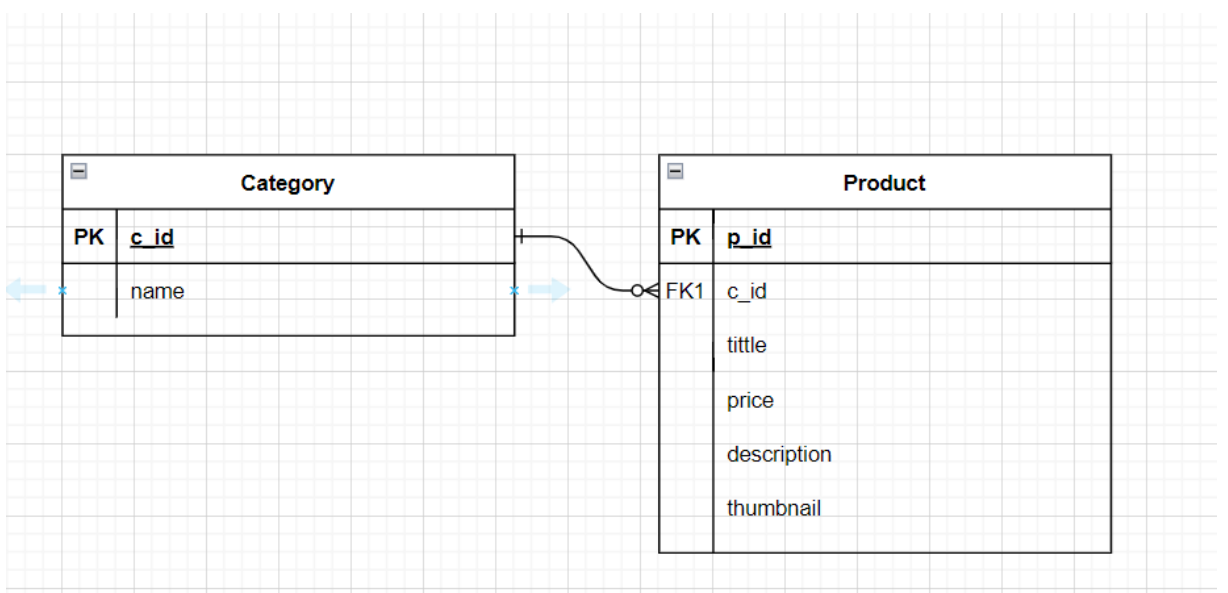 Category
PK c_id
name
Product
PK p_id
FK1 c_id
tittle
price
description
thumbnail